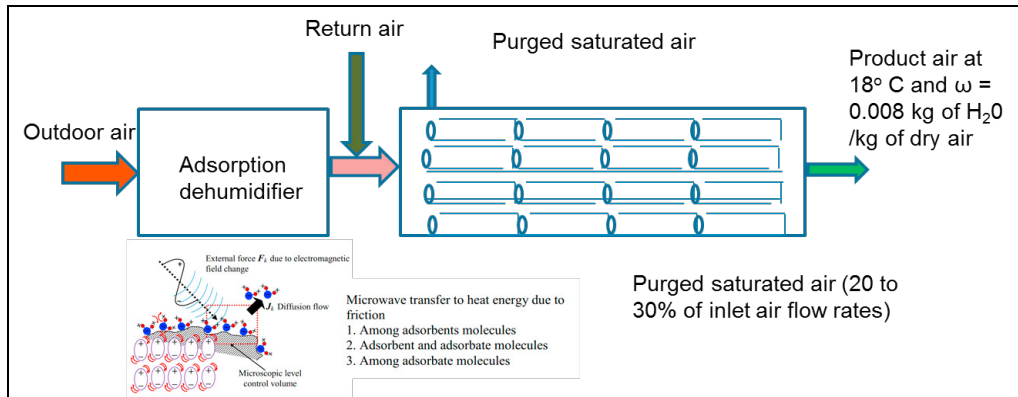 Return air
Purged saturated air
Product air at
18° C and ω =
0.008 kg of H₂0
/kg of dry air
Outdoor air
Adsorption
dehumidifier
External force Fₖ due to electromagnetic
field change
Jₖ Diffusion flow
Microscopic level
control volume
Microwave transfer to heat energy due to
friction
1. Among adsorbents molecules
2. Adsorbent and adsorbate molecules
3. Among adsorbate molecules
Purged saturated air (20 to
30% of inlet air flow rates)